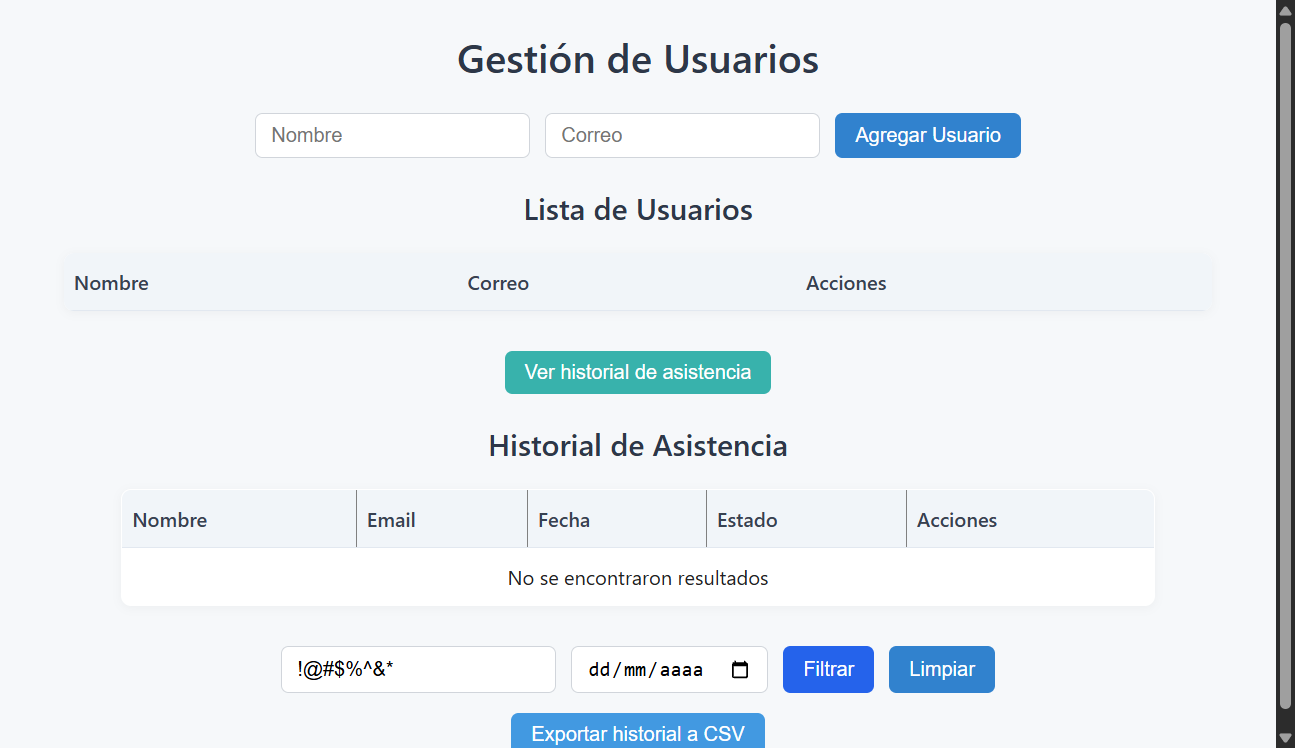 Gestión de Usuarios
Nombre Correo Agregar Usuario
Lista de Usuarios
Nombre Correo Acciones
Ver historial de asistencia
Historial de Asistencia
Nombre Email Fecha Estado Acciones
No se encontraron resultados
!@#$%^&* dd/mm/aaaa Filtrar Limpiar
Exportar historial a CSV